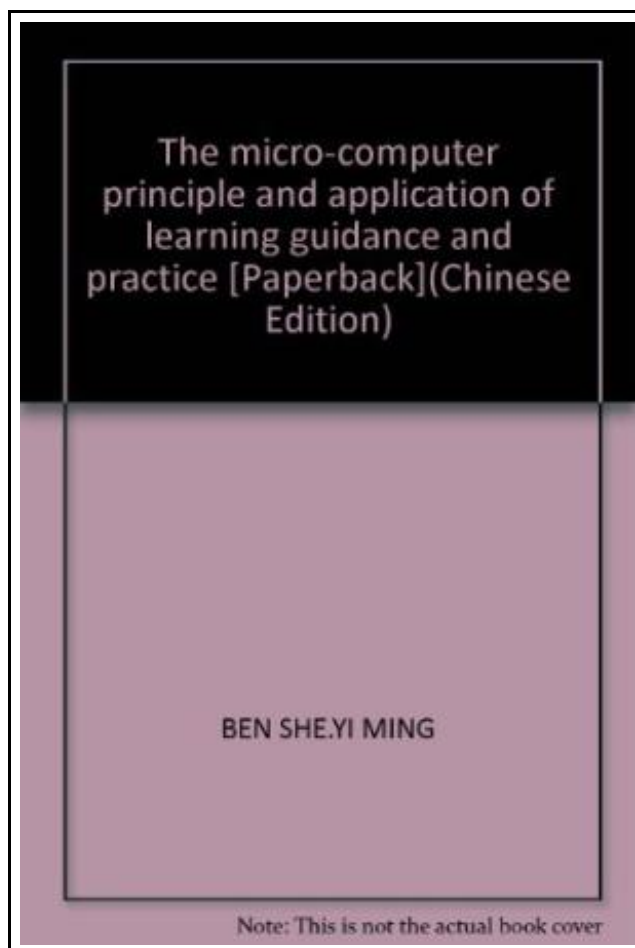 The micro-computer
principle and application of
learning guidance and
practice [Paperback](Chinese
Edition)
BEN SHE.YI MING
Note: This is not the actual book cover